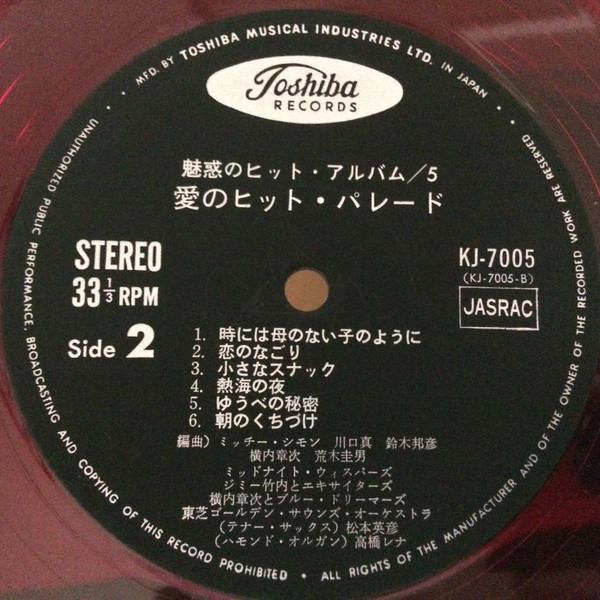 MFD. BY TOSHIBA MUSICAL INDUSTRIES LTD. IN JAPAN.
Toshiba
RECORDS
魅惑のヒット・アルバム/5
愛のヒット・パレード
STEREO
33 1/3 RPM
Side 2
KJ-7005
(KJ-7005-B)
JASRAC
1. 時には母のない子のように
2. 恋のなごり
3. 小さなスナック
4. 熱海の夜
5. ゆうべの秘密
6. 朝のくちづけ
編曲)ミッチー・シモン 川口真 鈴木邦彦
横内章次 荒木圭男
ミッドナイト・ウィスパーズ
ジミー竹内とエキサイターズ
横内章次とブルー・ドリーマーズ
東芝ゴールデン・サウンズ・オーケストラ
(テナー・サックス)松本英彦
(ハモンド・オルガン)高橋レナ
UNAUTHORIZED PUBLIC PERFORMANCE, BROADCASTING AND COPYING OF THIS RECORD PROHIBITED • ALL RIGHTS OF THE MANUFACTURER AND OF THE OWNER OF THE RECORDED WORK ARE RESERVED